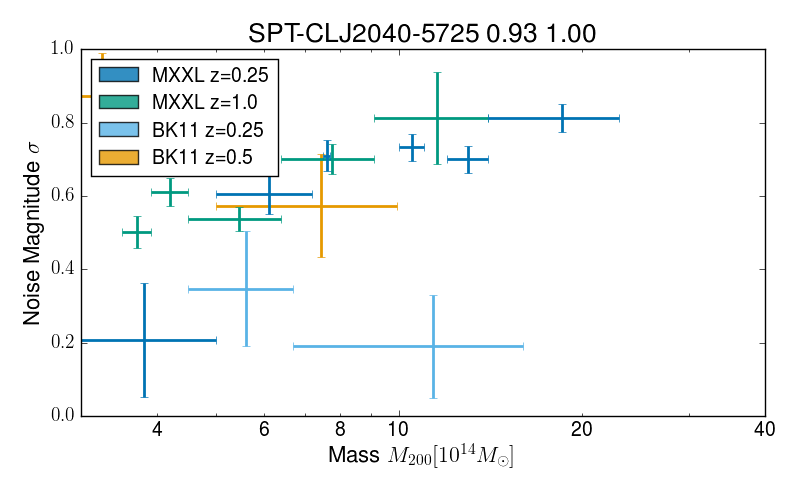 SPT-CLJ2040-5725 0.93 1.00
1.0
0.8
0.6
0.4
0.2
0.0
Noise Magnitude σ
MXXL z=0.25
MXXL z=1.0
BK11 z=0.25
BK11 z=0.5
4 6 8 10 20 40
Mass M₂₀₀[10¹⁴M☉]